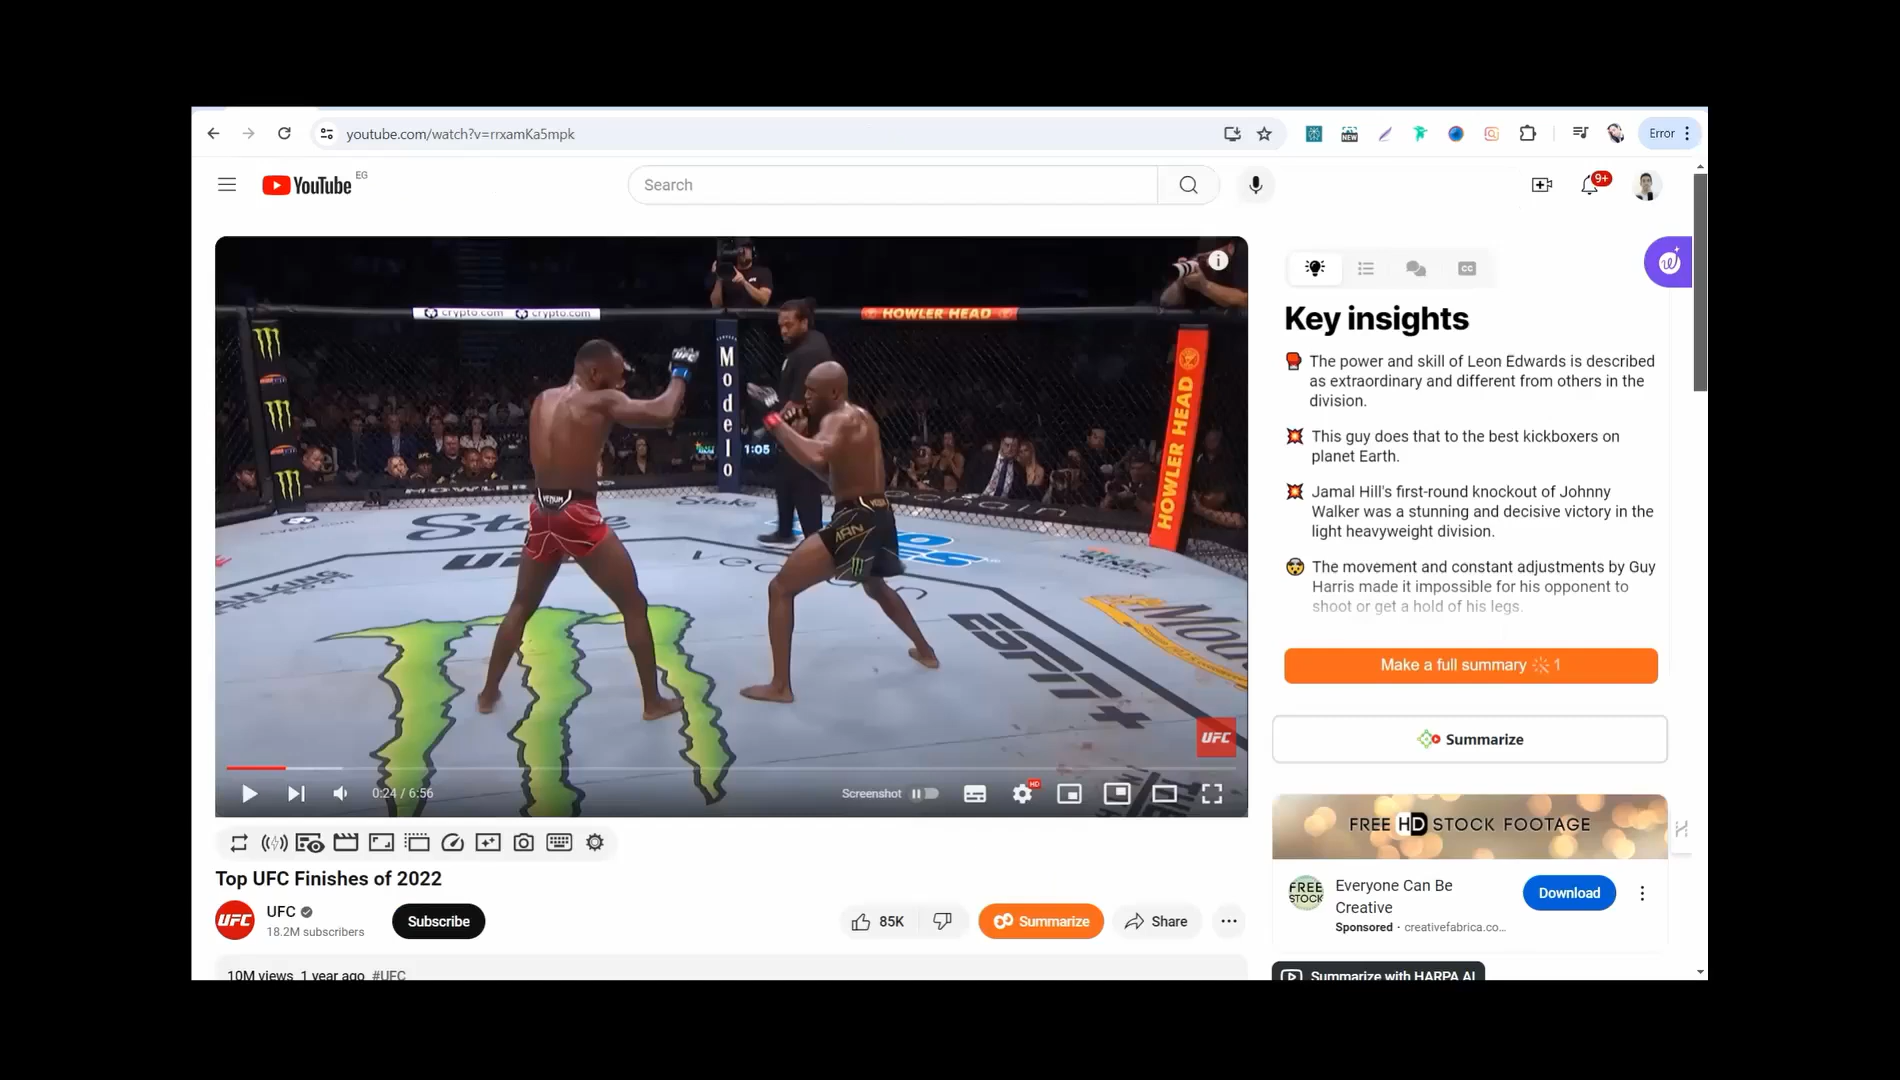 youtube.com/watch?v=rrxamKa5mpk
NEW
Error
YouTube
EG
Search
9+
crypto.com crypto.com
HOWLER HEAD
Modelo
1:05
HOWLER HEAD
VENUM
Stake
UFC
ESPN+
UFC
0:24 / 6:56
Screenshot
HD
Key insights
The power and skill of Leon Edwards is described
as extraordinary and different from others in the
division.
This guy does that to the best kickboxers on
planet Earth.
Jamal Hill's first-round knockout of Johnny
Walker was a stunning and decisive victory in the
light heavyweight division.
The movement and constant adjustments by Guy
Harris made it impossible for his opponent to
shoot or get a hold of his legs.
Make a full summary 1
Summarize
FREE HD STOCK FOOTAGE
FREE
STOCK
Everyone Can Be
Creative
Sponsored · creativefabrica.co...
Download
Summarize with HARPA AI
Top UFC Finishes of 2022
UFC
UFC
18.2M subscribers
Subscribe
85K
Summarize
Share
10M views 1 year ago #UFC